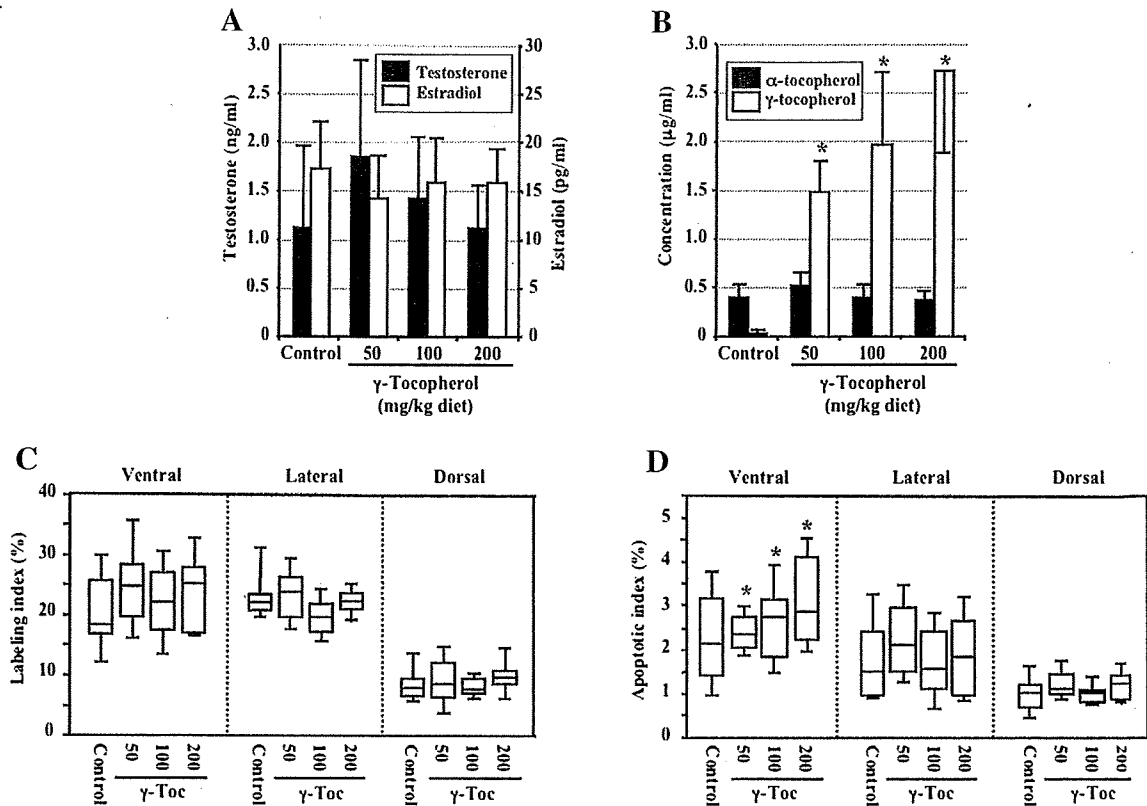 A
3.0
2.5
2.0
1.5
1.0
0.5
0
Testosterone (ng/ml)
30
25
20
15
10
5
0
Estradiol (pg/ml)
Testosterone
Estradiol
Control 50 100 200
γ-Tocopherol
(mg/kg diet)
B
3.0
2.5
2.0
1.5
1.0
0.5
0
Concentration (μg/ml)
α-tocopherol
γ-tocopherol
* * *
Control 50 100 200
γ-Tocopherol
(mg/kg diet)
C
Ventral Lateral Dorsal
40
30
20
10
0
Labeling index (%)
Control 50 100 200 Control 50 100 200 Control 50 100 200
γ-Toc γ-Toc γ-Toc
D
Ventral Lateral Dorsal
5
4
3
2
1
0
Apoptotic index (%)
* * *
Control 50 100 200 Control 50 100 200 Control 50 100 200
γ-Toc γ-Toc γ-Toc